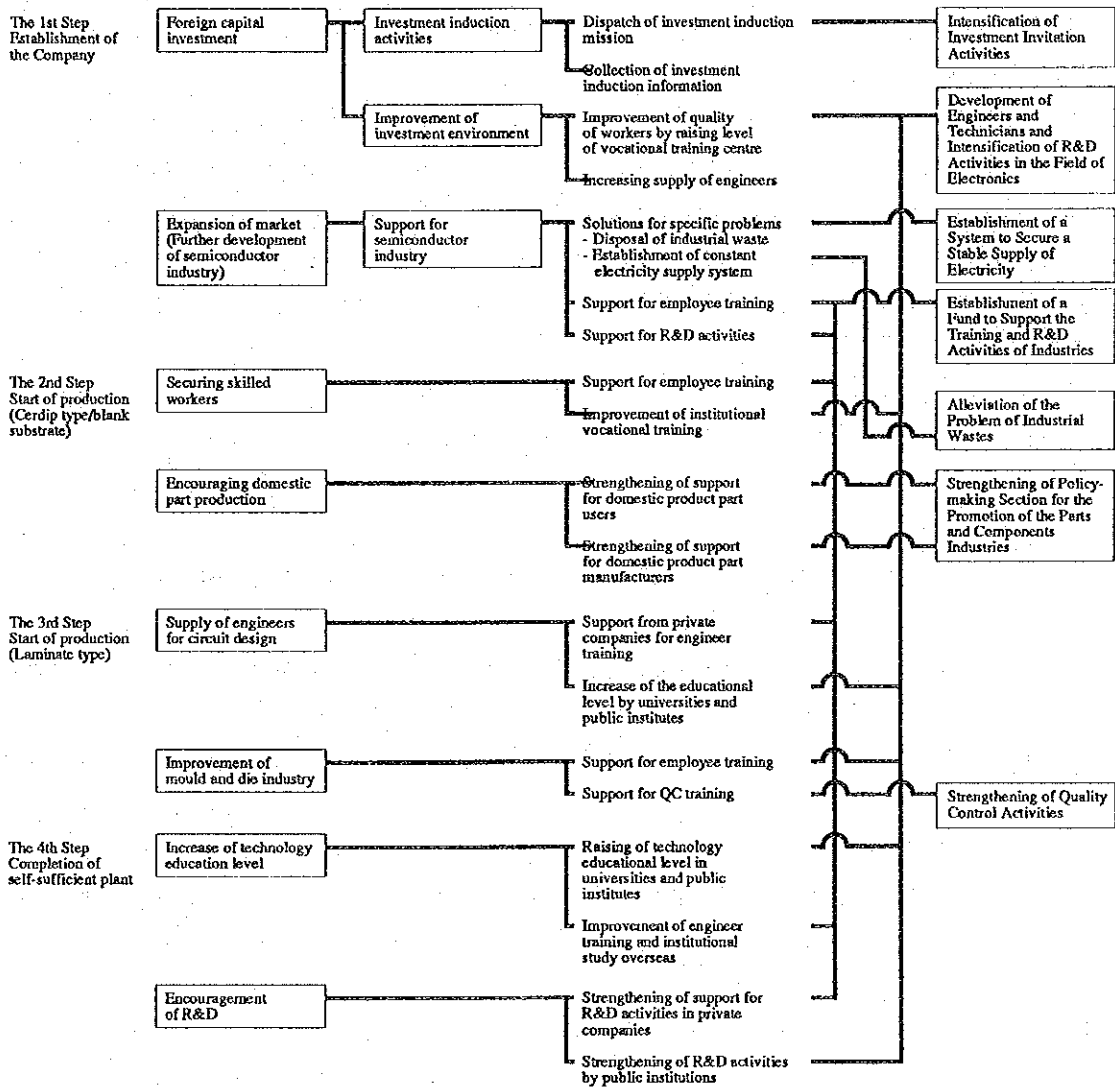 The 1st Step
Establishment of
the Company
Foreign capital
investment
Investment induction
activities
Dispatch of investment induction
mission
Collection of investment
induction information
Intensification of
Investment Invitation
Activities
Improvement of
investment environment
Improvement of quality
of workers by raising level
of vocational training centre
Increasing supply of engineers
Development of
Engineers and
Technicians and
Intensification of R&D
Activities in the Field of
Electronics
Expansion of market
(Further development
of semiconductor
industry)
Support for
semiconductor
industry
Solutions for specific problems
- Disposal of industrial waste
- Establishment of constant
electricity supply system
Support for employee training
Support for R&D activities
Establishment of a
System to Secure a
Stable Supply of
Electricity
Establishment of a
Fund to Support the
Training and R&D
Activities of Industries
The 2nd Step
Start of production
(Cerdip type/blank
substrate)
Securing skilled
workers
Support for employee training
Improvement of institutional
vocational training
Alleviation of the
Problem of Industrial
Wastes
Encouraging domestic
part production
Strengthening of support
for domestic product part
users
Strengthening of support
for domestic product part
manufacturers
Strengthening of Policy-
making Section for the
Promotion of the Parts
and Components
Industries
The 3rd Step
Start of production
(Laminate type)
Supply of engineers
for circuit design
Support from private
companies for engineer
training
Increase of the educational
level by universities and
public institutes
Improvement of
mould and die industry
Support for employee training
Support for QC training
Strengthening of Quality
Control Activities
The 4th Step
Completion of
self-sufficient plant
Increase of technology
education level
Raising of technology
educational level in
universities and public
institutes
Improvement of engineer
training and institutional
study overseas
Encouragement
of R&D
Strengthening of support for
R&D activities in private
companies
Strengthening of R&D activities
by public institutions